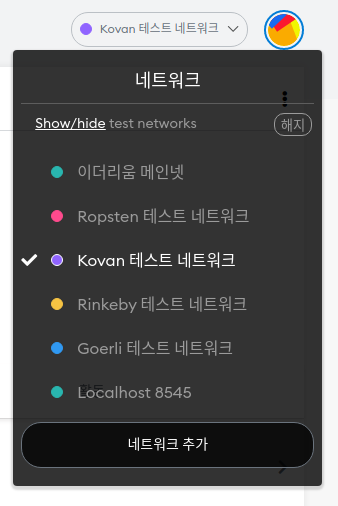 Kovan 테스트 네트워크
네트워크
Show/hide test networks
해지
이더리움 메인넷
Ropsten 테스트 네트워크
Kovan 테스트 네트워크
Rinkeby 테스트 네트워크
Goerli 테스트 네트워크
Localhost 8545
네트워크 추가